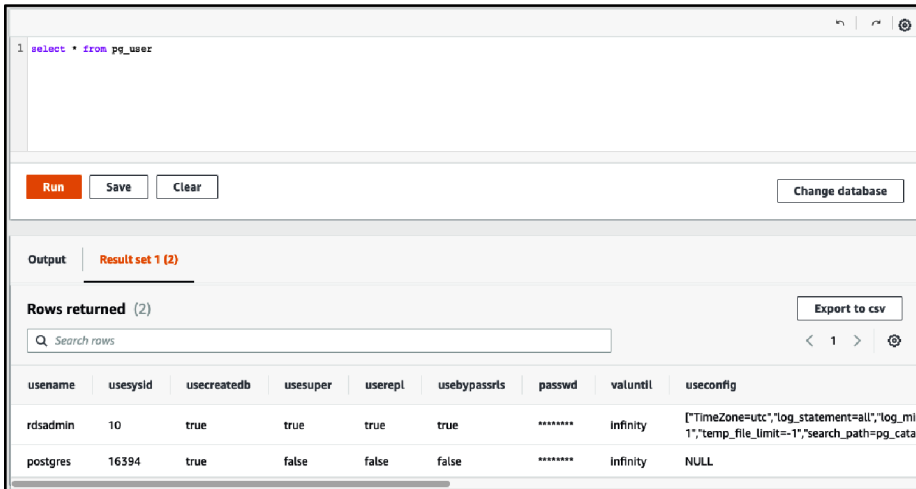 1 select * from pg_user
Run Save Clear Change database
Output Result set 1 (2)
Rows returned (2) Export to csv
Search rows 1
usename usesysid usecreatedb usesuper userepl usebypassrls passwd valuntil useconfig
["TimeZone=utc","log_statement=all","log_mi
rdsadmin 10 true true true true ******** infinity
1","temp_file_limit=-1","search_path=pg_cata
postgres 16394 true false false false ******** infinity NULL